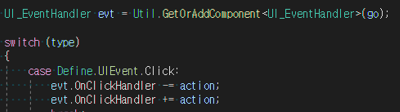 UI_EventHandler evt = Util.GetOrAddComponent<UI_EventHandler>(go);
switch (type)
{
case Define.UIEvent.Click:
evt.OnClickHandler -= action;
evt.OnClickHandler += action;